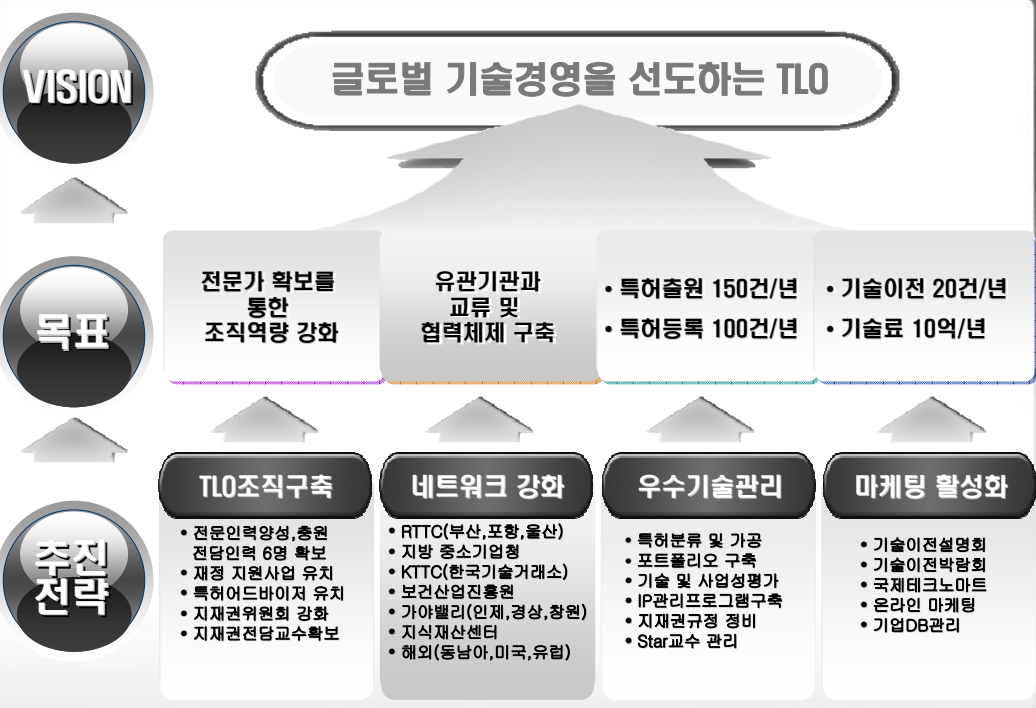 VISION
글로벌 기술경영을 선도하는 TLO
목표
전문가 확보를
통한
조직역량 강화
유관기관과
교류 및
협력체제 구축
• 특허출원 150건/년
• 특허등록 100건/년
• 기술이전 20건/년
• 기술료 10억/년
추진
전략
TLO조직구축
• 전문인력양성,충원
전담인력 6명 확보
• 재정 지원사업 유치
• 특허어드바이저 유치
• 지재권위원회 강화
• 지재권전담교수확보
네트워크 강화
• RTTC(부산,포항,울산)
• 지방 중소기업청
• KTTC(한국기술거래소)
• 보건산업진흥원
• 가야밸리(인제,경상,창원)
• 지식재산센터
• 해외(동남아,미국,유럽)
우수기술관리
• 특허분류 및 가공
• 포트폴리오 구축
• 기술 및 사업성평가
• IP관리프로그램구축
• 지재권규정 정비
• Star교수 관리
마케팅 활성화
• 기술이전설명회
• 기술이전박람회
• 국제테크노마트
• 온라인 마케팅
• 기업DB관리